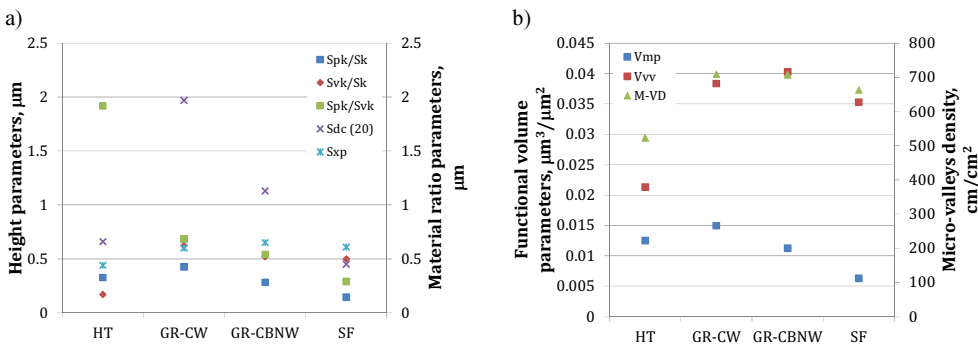 a)
Height parameters, μm
2.5
2
1.5
1
0.5
0
HT
GR-CW
GR-CBNW
SF
2.5
2
1.5
1
0.5
0
Material ratio parameters,
μm
Spk/Sk
Svk/Sk
Spk/Svk
Sdc (20)
Sxp
b)
Functional volume
parameters, μm³/μm²
0.045
0.04
0.035
0.03
0.025
0.02
0.015
0.01
0.005
0
HT
GR-CW
GR-CBNW
SF
800
700
600
500
400
300
200
100
0
Micro-valleys density,
cm/cm²
Vmp
Vvv
M-VD